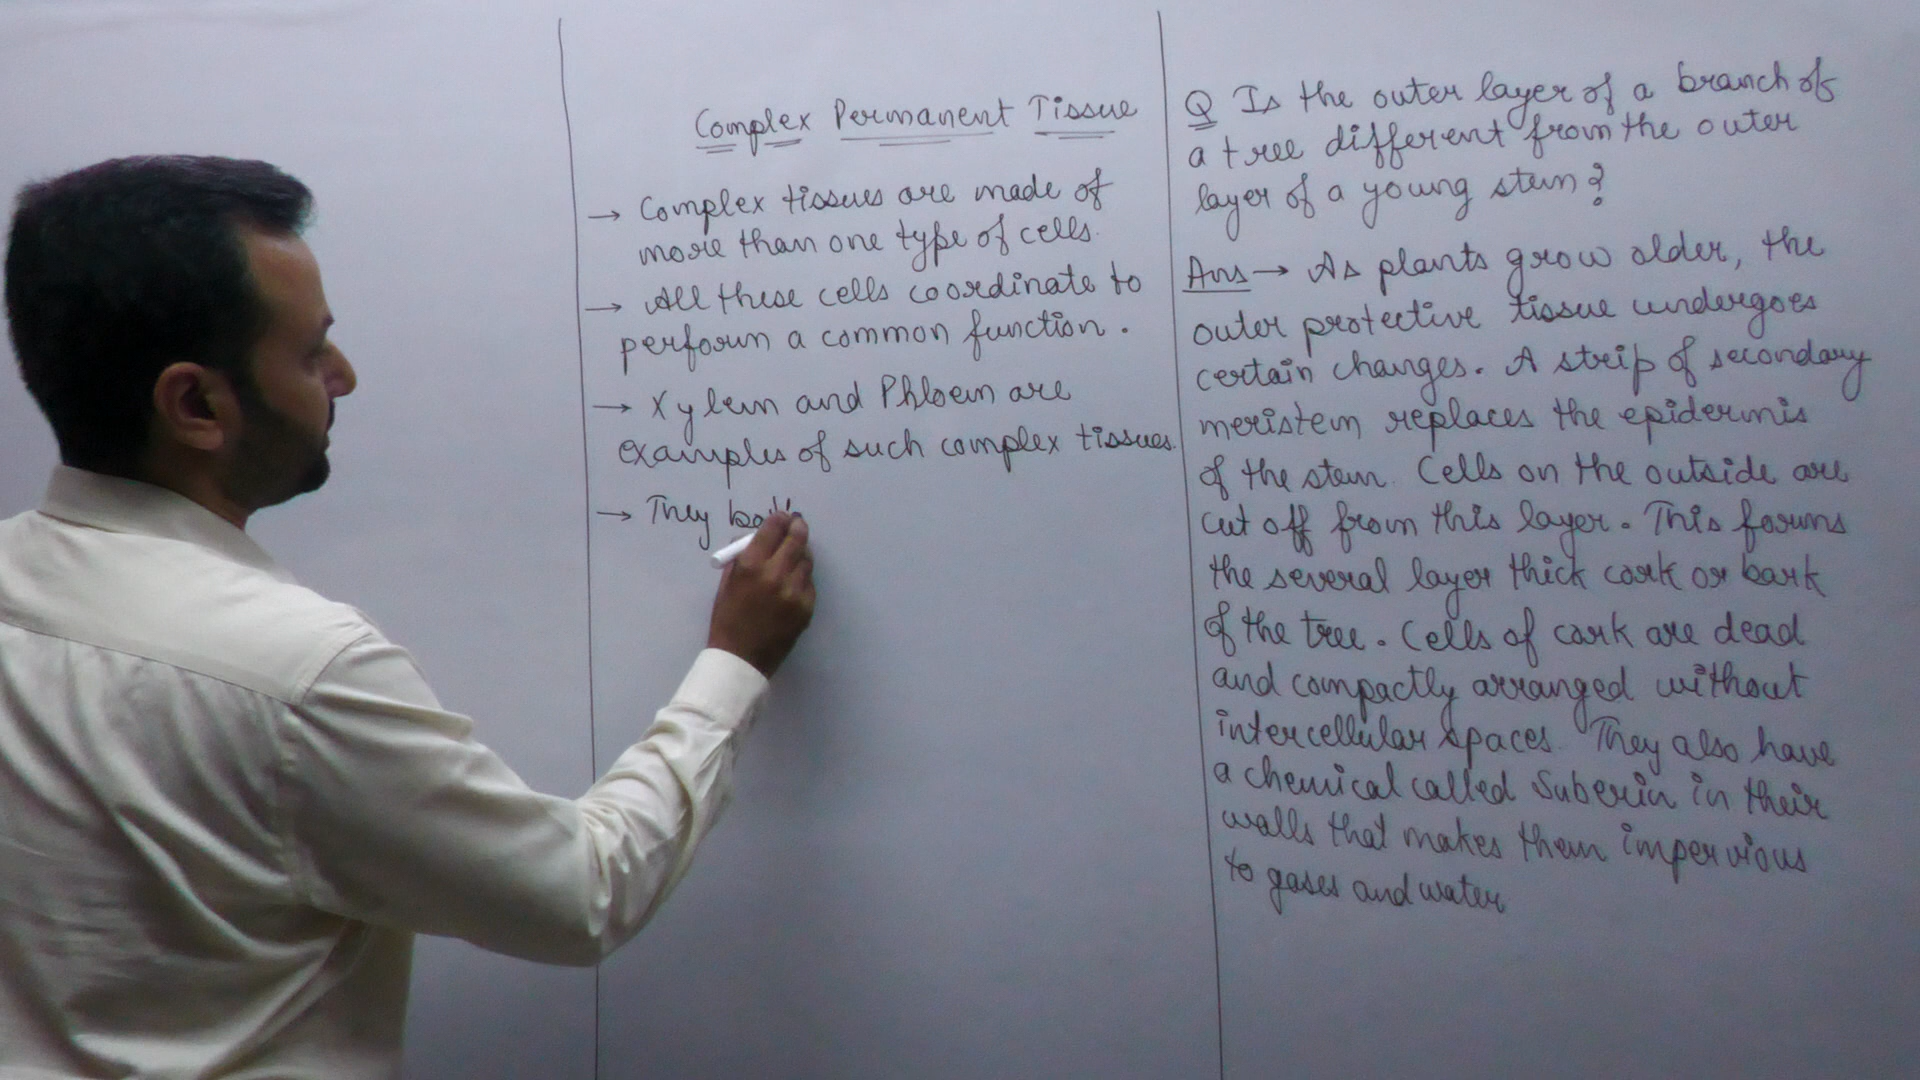 Complex Permanent Tissue
→ Complex tissues are made of
more than one type of cells.
→ All these cells coordinate to
perform a common function.
→ Xylem and Phloem are
examples of such complex tissues.
→ They
Q Is the outer layer of a branch of
a tree different from the outer
layer of a young stem?
Ans → As plants grow older, the
outer protective tissue undergoes
certain changes. A strip of secondary
meristem replaces the epidermis
of the stem. Cells on the outside are
cut off from this layer. This forms
the several layer thick cork or bark
of the tree. Cells of cork are dead
and compactly arranged without
intercellular spaces. They also have
a chemical called Suberin in their
walls that makes them impervious
to gases and water